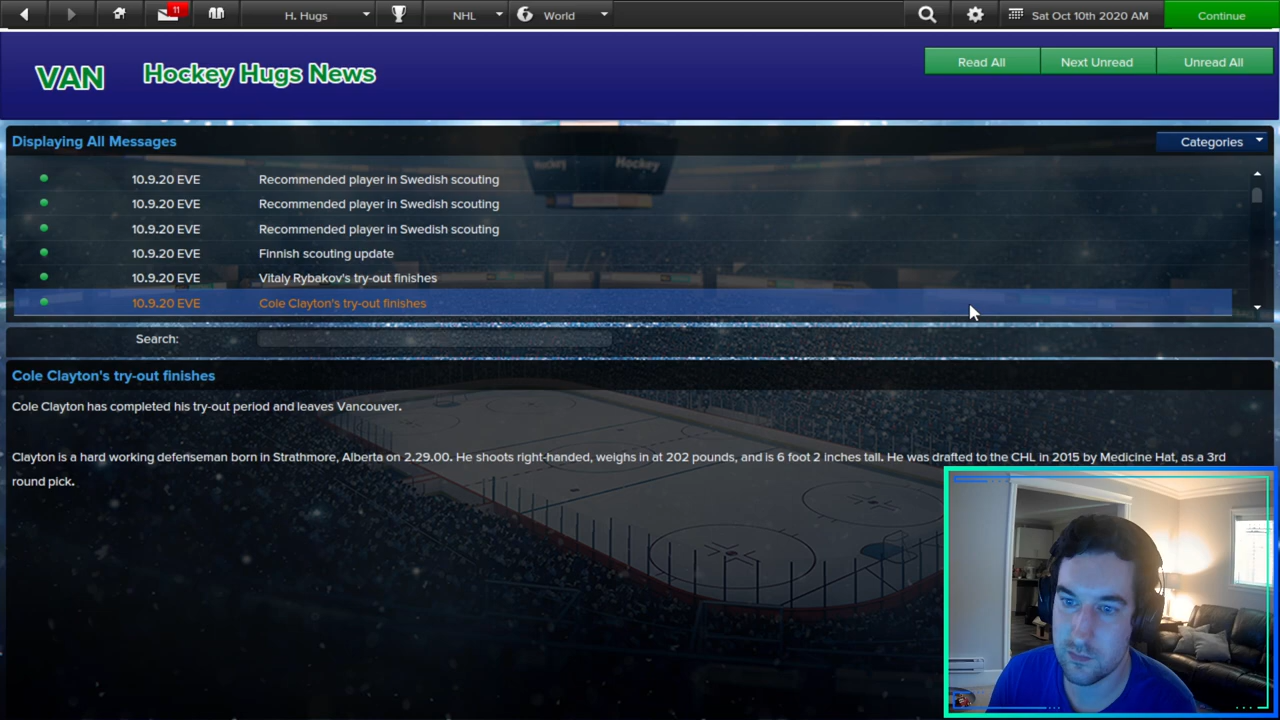 11
H. Hugs
NHL
World
Sat Oct 10th 2020 AM
Continue
VAN
Hockey Hugs News
Read All
Next Unread
Unread All
Displaying All Messages
Categories
10.9.20 EVE Recommended player in Swedish scouting
10.9.20 EVE Recommended player in Swedish scouting
10.9.20 EVE Recommended player in Swedish scouting
10.9.20 EVE Finnish scouting update
10.9.20 EVE Vitaly Rybakov's try-out finishes
10.9.20 EVE Cole Clayton's try-out finishes
Search:
Cole Clayton's try-out finishes
Cole Clayton has completed his try-out period and leaves Vancouver.
Clayton is a hard working defenseman born in Strathmore, Alberta on 2.29.00. He shoots right-handed, weighs in at 202 pounds, and is 6 foot 2 inches tall. He was drafted to the CHL in 2015 by Medicine Hat, as a 3rd
round pick.